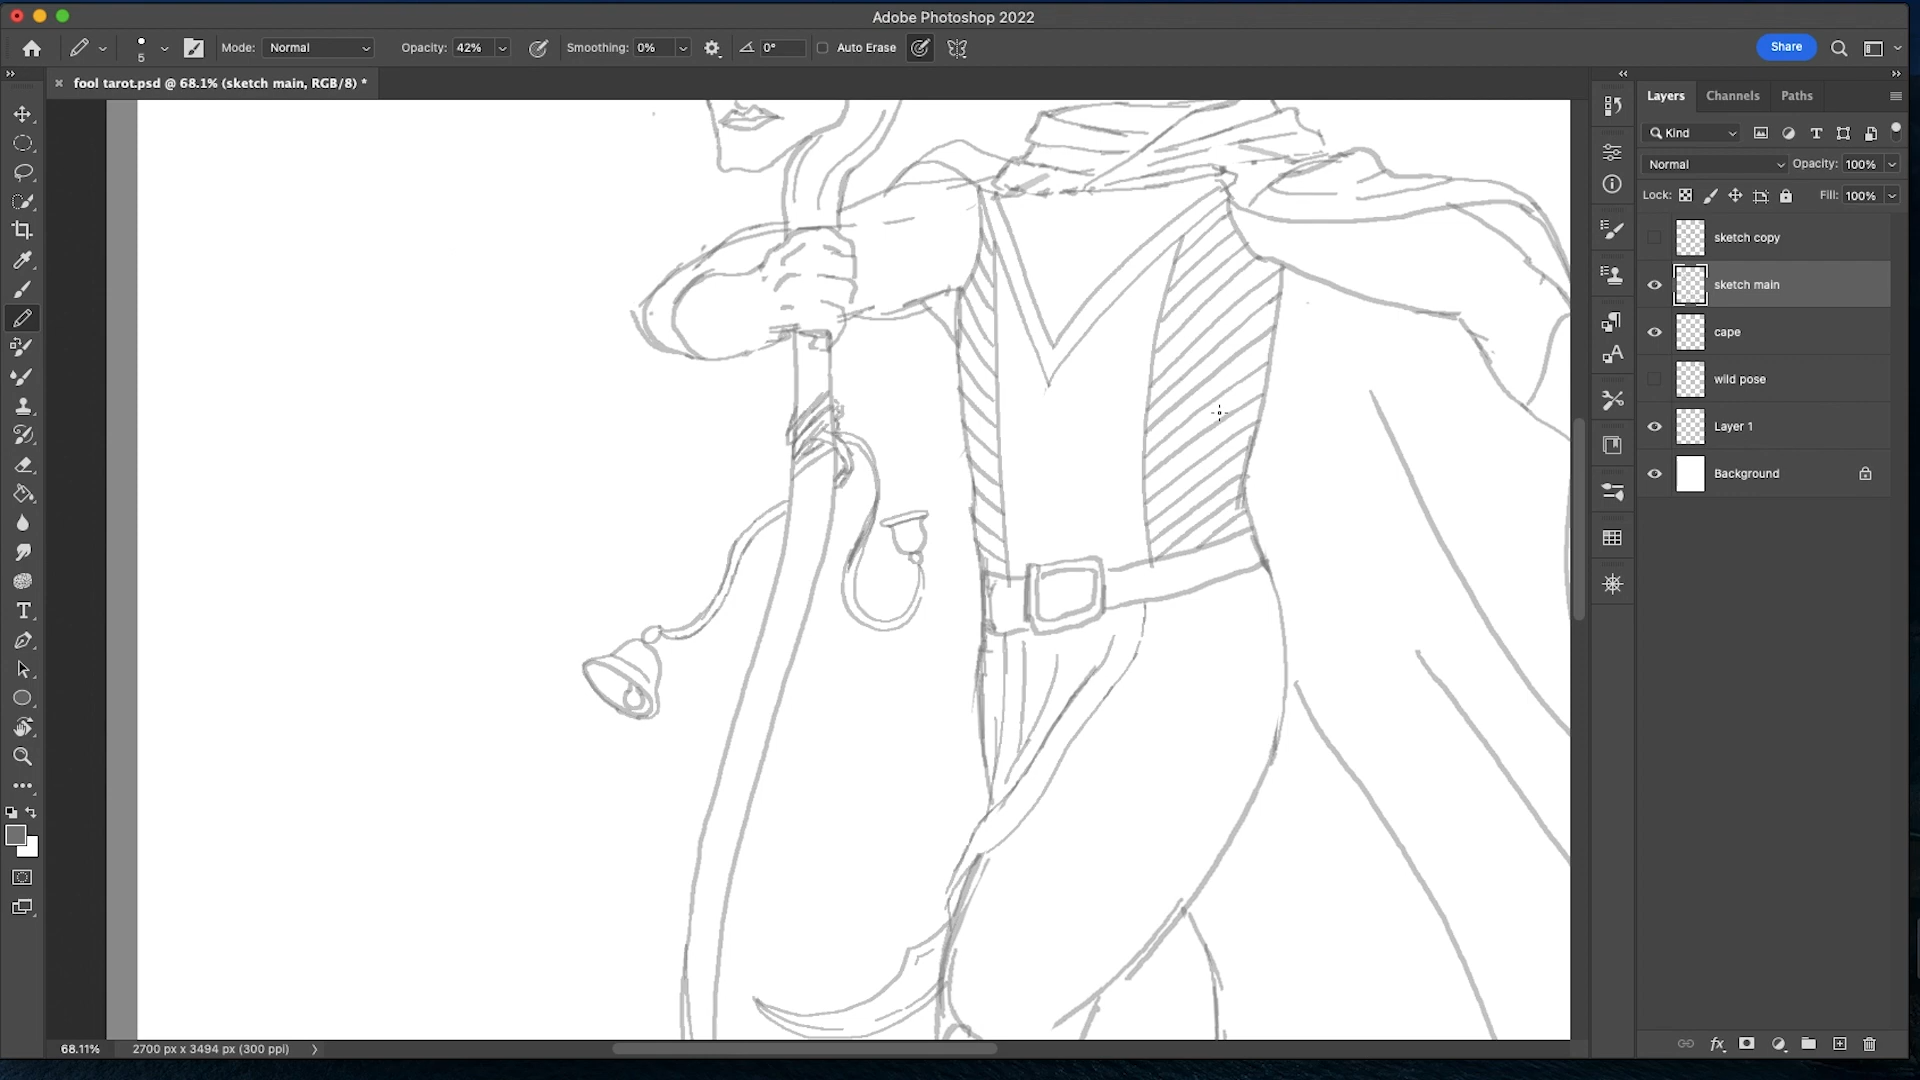 Adobe Photoshop 2022
5
Mode: Normal
Opacity: 42%
Smoothing: 0%
0°
Auto Erase
Share
fool tarot.psd @ 68.1% (sketch main, RGB/8) *
Layers
Channels
Paths
Kind
Normal
Opacity: 100%
Lock:
Fill: 100%
sketch copy
sketch main
cape
wild pose
Layer 1
Background
68.11%
2700 px x 3494 px (300 ppi)